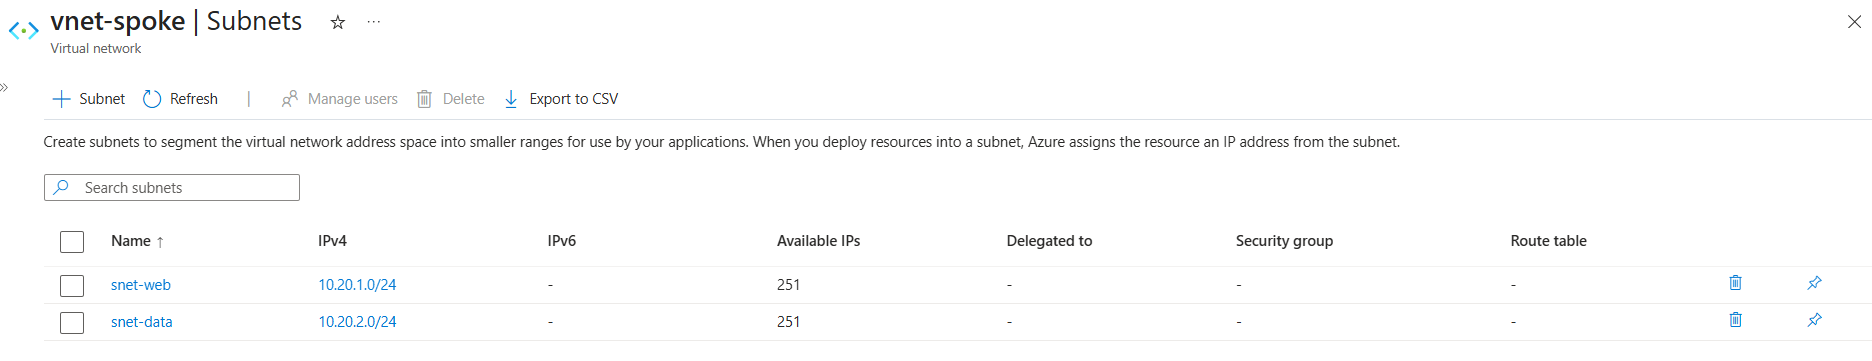 vnet-spoke | Subnets
Virtual network
Subnet Refresh | Manage users Delete Export to CSV
Create subnets to segment the virtual network address space into smaller ranges for use by your applications. When you deploy resources into a subnet, Azure assigns the resource an IP address from the subnet.
Search subnets
Name ↑ IPv4 IPv6 Available IPs Delegated to Security group Route table
snet-web 10.20.1.0/24 - 251 - - -
snet-data 10.20.2.0/24 - 251 - - -